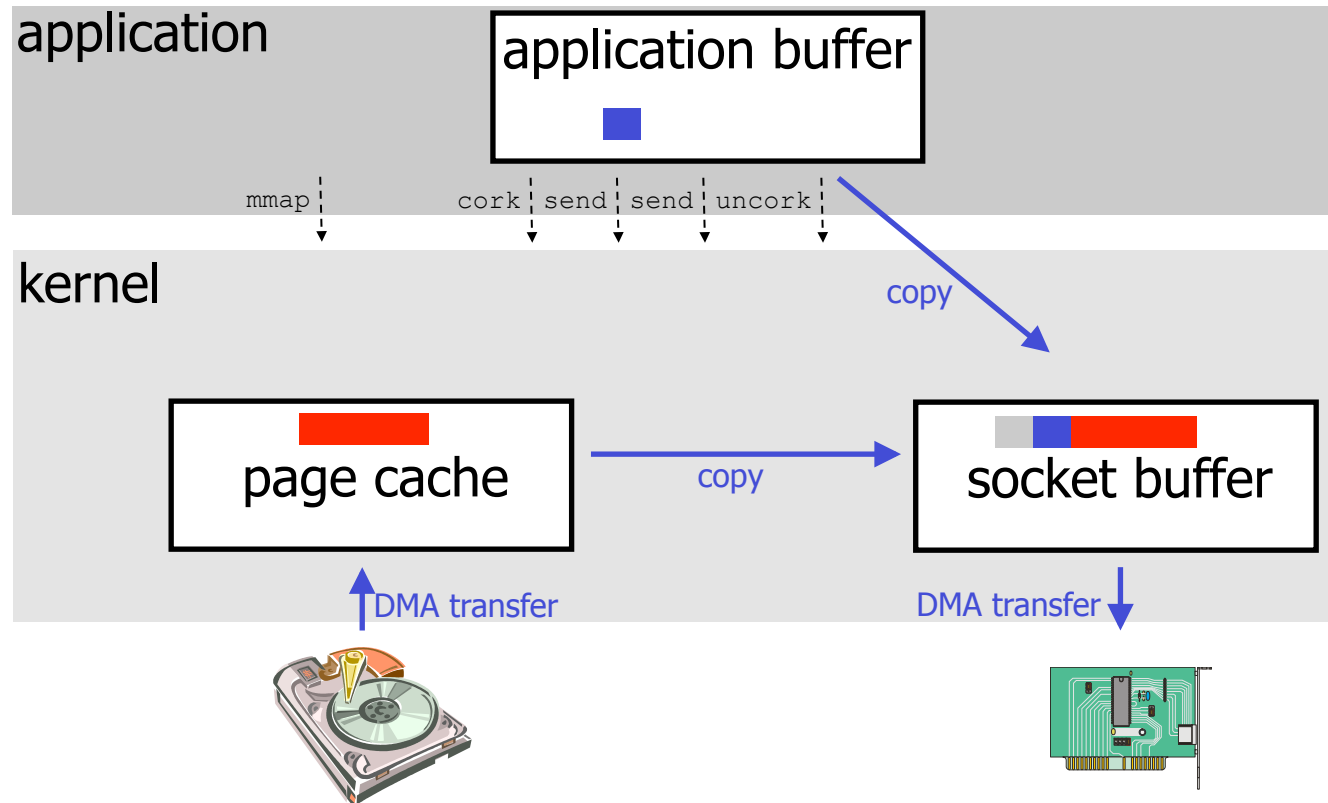 application
application buffer
mmap
cork
send
send
uncork
kernel
copy
page cache
copy
socket buffer
DMA transfer
DMA transfer